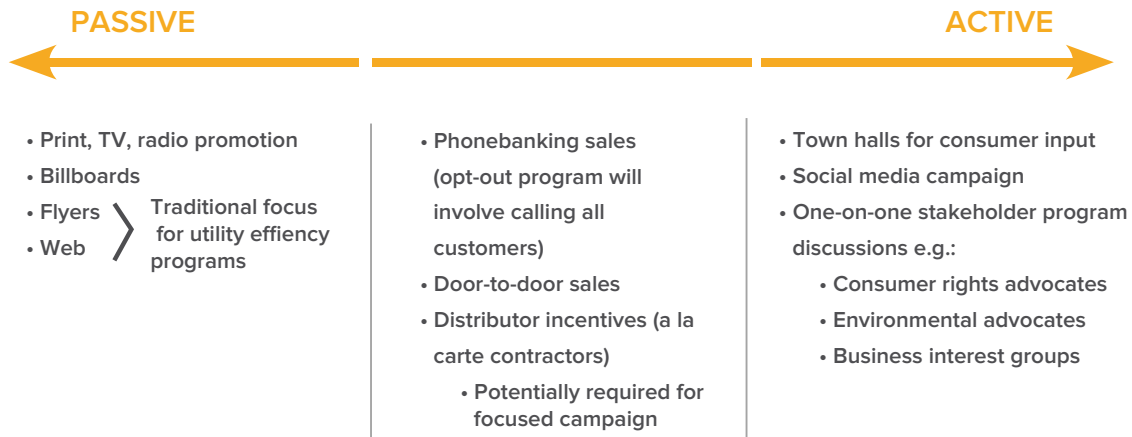 PASSIVE
ACTIVE
• Print, TV, radio promotion
• Billboards
• Flyers
• Web
Traditional focus
for utility effiency
programs
• Phonebanking sales
(opt-out program will
involve calling all
customers)
• Door-to-door sales
• Distributor incentives (a la
carte contractors)
• Potentially required for
focused campaign
• Town halls for consumer input
• Social media campaign
• One-on-one stakeholder program
discussions e.g.:
• Consumer rights advocates
• Environmental advocates
• Business interest groups